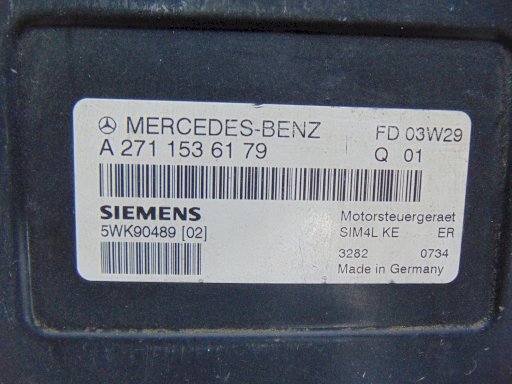 MERCEDES-BENZ FD 03W29
A 271 153 61 79 Q 01
SIEMENS Motorsteuergeraet
5WK90489 [02] SIM4L KE ER
3282 0734
Made in Germany